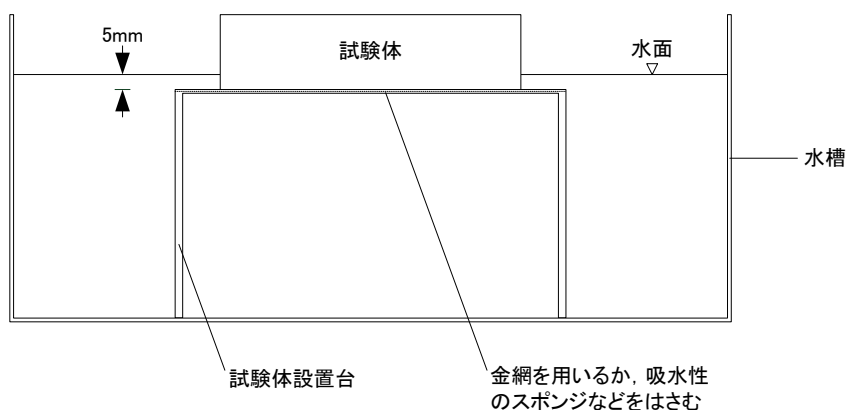 5mm
試験体
水面
水槽
試験体設置台
金網を用いるか, 吸水性
のスポンジなどをはさむ